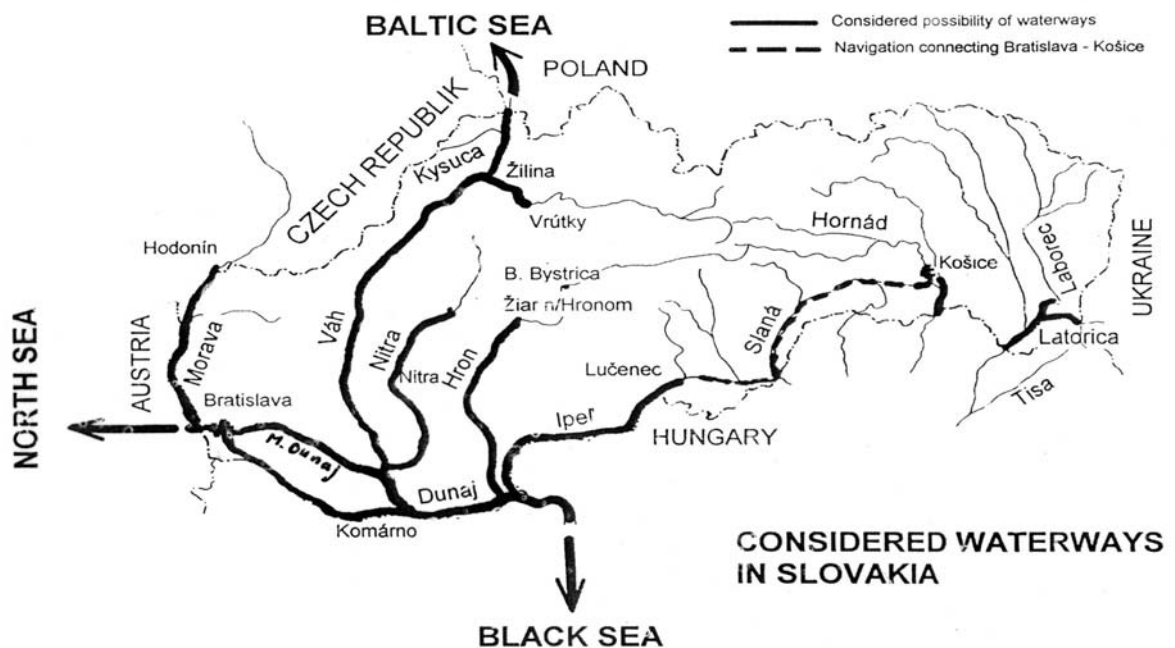 BALTIC SEA
Considered possibility of waterways
Navigation connecting Bratislava - Košice
POLAND
CZECH REPUBLIK
Kysuca
Žilina
Vrútky
Hornád
Hodonín
Košice
Laborec
UKRAINE
B. Bystrica
Žiar n/Hronom
NORTH SEA
AUSTRIA
Morava
Váh
Nitra
Nitra
Hron
Slaná
Latorica
Lučenec
Tisa
Bratislava
M. Dunaj
Ipeľ
HUNGARY
Dunaj
Komárno
CONSIDERED WATERWAYS
IN SLOVAKIA
BLACK SEA